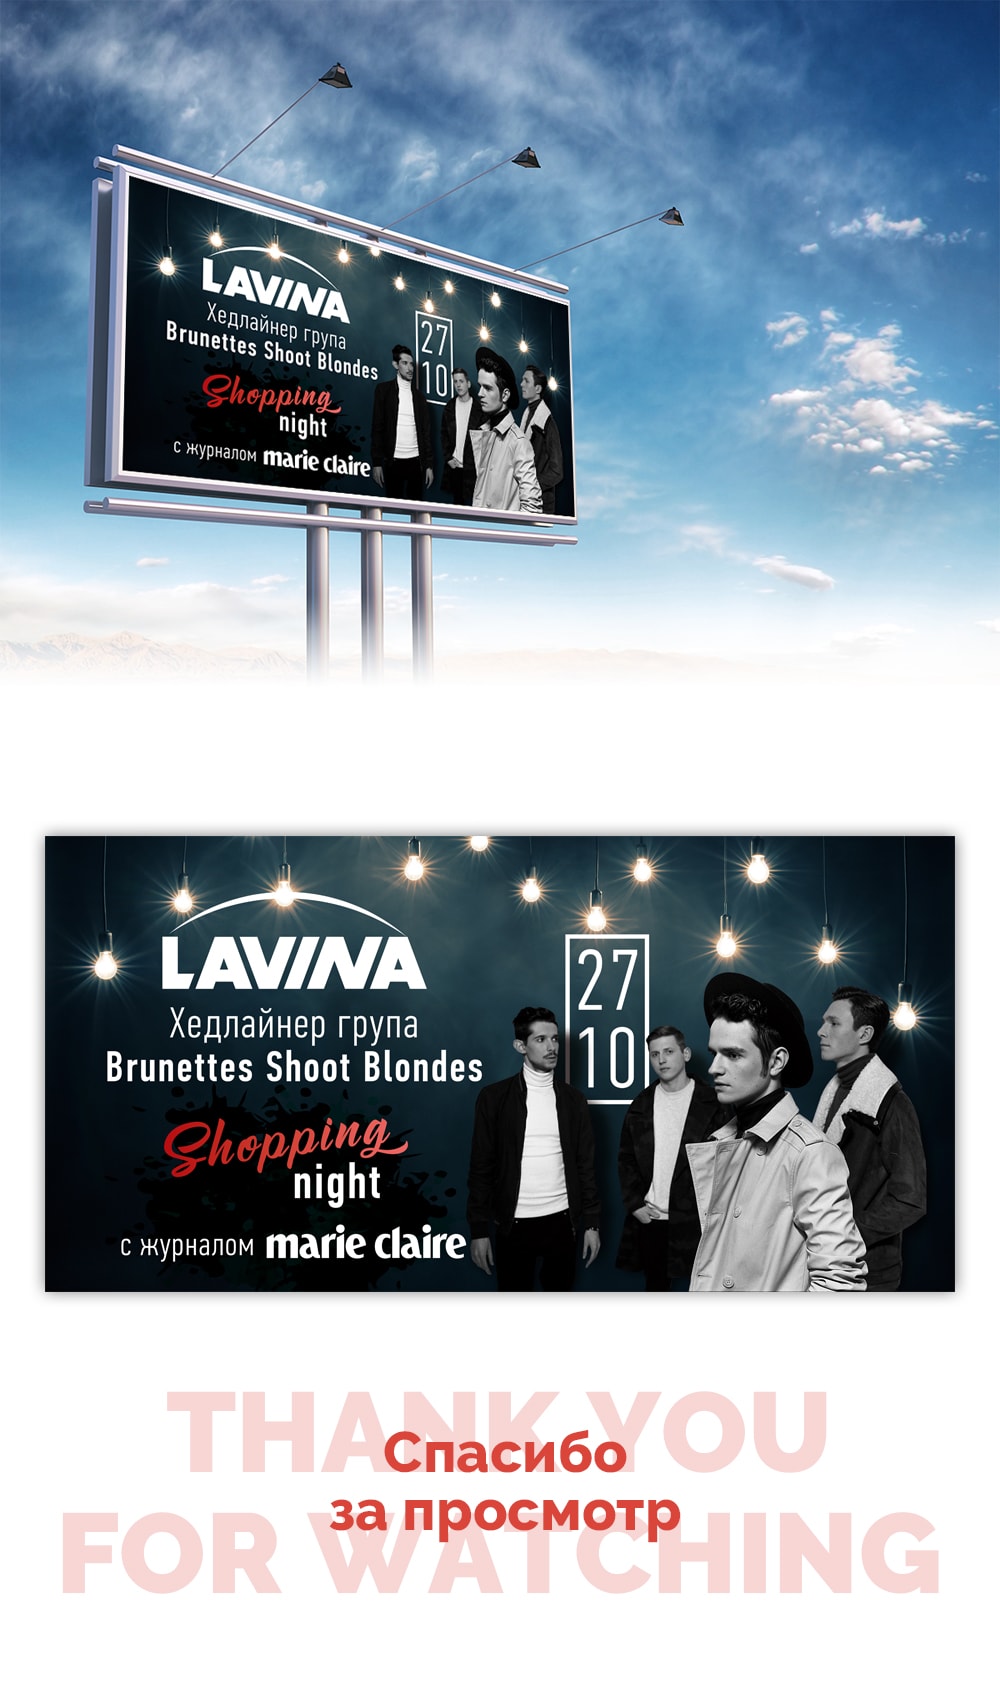 LAVINA
Хедлайнер група
Brunettes Shoot Blondes
27
10
Shopping
night
с журналом marie claire
LAVINA
Хедлайнер група
Brunettes Shoot Blondes
27
10
Shopping
night
с журналом marie claire
THANK YOU
Спасибо
за просмотр
FOR WATCHING